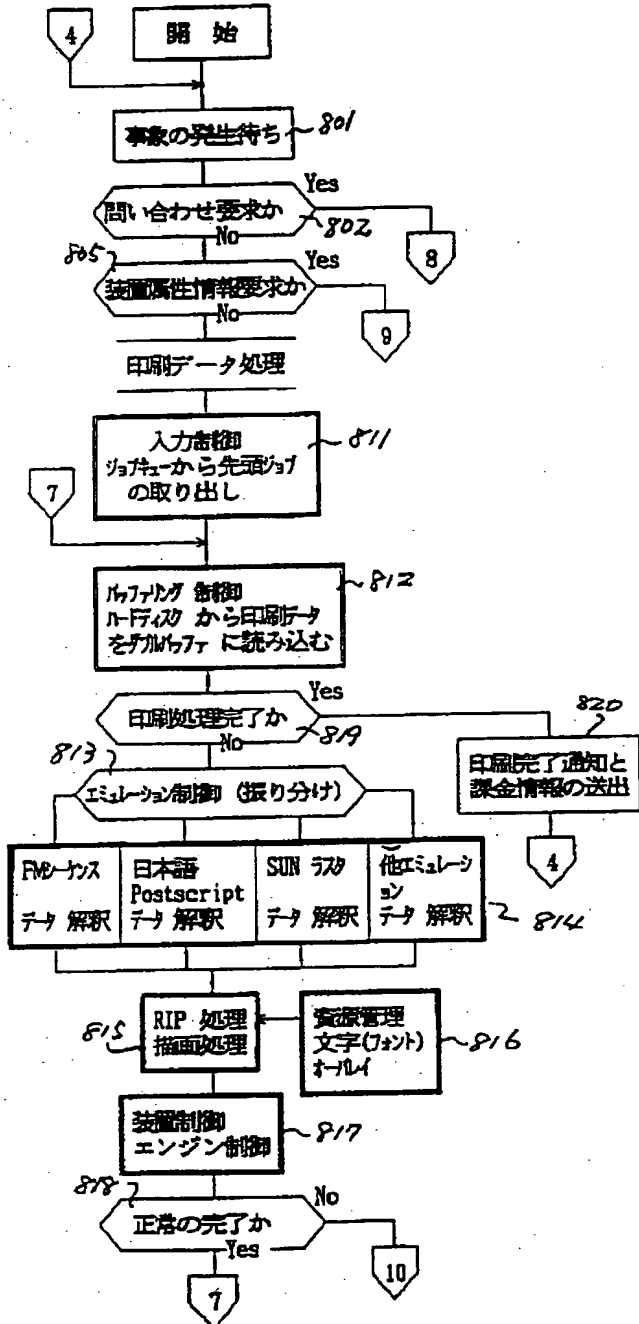 4
開 始
事象の発生待ち
801
Yes
問い合わせ要求か
802
No
8
805
Yes
装置属性情報要求か
No
9
印刷データ処理
入力制御
ジョブキューから先頭ジョブ
の取り出し
811
7
バッファリング 制御
ハードディスク から印刷データ
をダブルバッファ に読み込む
812
Yes
印刷処理完了か
819
No
820
印刷完了通知と
課金情報の送出
4
813
エミュレーション制御 (振り分け)
FMシーケンス
データ 解釈
日本語
Postscript
データ 解釈
SUN ラスタ
データ 解釈
他エミュレーシ
ョン
データ 解釈
814
815
RIP 処理
描画処理
資源管理
文字(フォント)
オーバレイ
816
装置制御
エンジン制御
817
818
No
正常の完了か
Yes
10
7